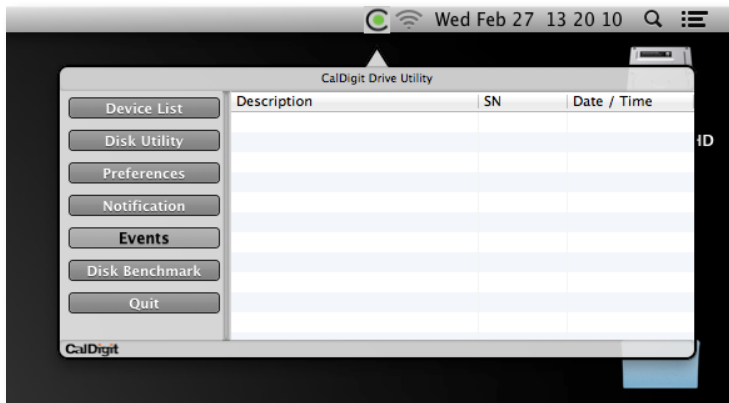 Wed Feb 27 13 20 10
CalDigit Drive Utility
Device List
Disk Utility
Preferences
Notification
Events
Disk Benchmark
Quit
Description SN Date / Time
HD
CalDigit